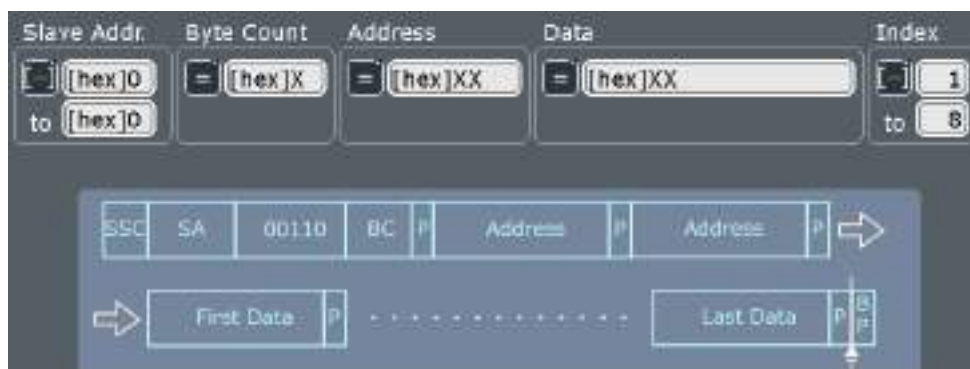 Slave Addr. Byte Count Address Data Index
[hex]0 = [hex]X = [hex]XX = [hex]XX 1
to [hex]0 to 8
SSC SA 00110 BC P Address P Address P
First Data P Last Data P B P